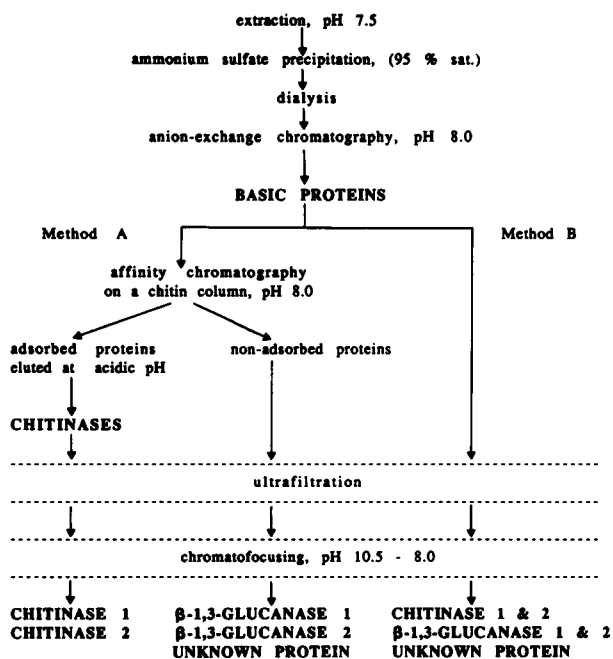 extraction, pH 7.5
ammonium sulfate precipitation, (95 % sat.)
dialysis
anion-exchange chromatography, pH 8.0
BASIC PROTEINS
Method A
Method B
affinity chromatography
on a chitin column, pH 8.0
adsorbed proteins
eluted at acidic pH
non-adsorbed proteins
CHITINASES
ultrafiltration
chromatofocusing, pH 10.5 - 8.0
CHITINASE 1
CHITINASE 2
β-1,3-GLUCANASE 1
β-1,3-GLUCANASE 2
UNKNOWN PROTEIN
CHITINASE 1 & 2
β-1,3-GLUCANASE 1 & 2
UNKNOWN PROTEIN